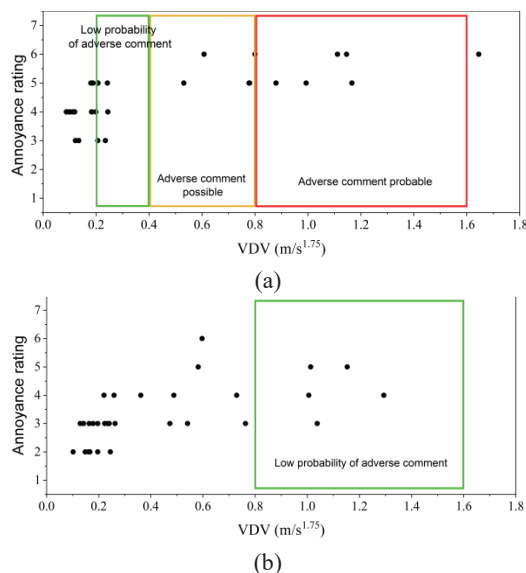 7
6
5
4
3
2
1
Annoyance rating
Low probability
of adverse comment
Adverse comment
possible
Adverse comment probable
0.0 0.2 0.4 0.6 0.8 1.0 1.2 1.4 1.6 1.8
VDV (m/s1.75)
(a)
7
6
5
4
3
2
1
Annoyance rating
Low probability of adverse comment
0.0 0.2 0.4 0.6 0.8 1.0 1.2 1.4 1.6 1.8
VDV (m/s1.75)
(b)